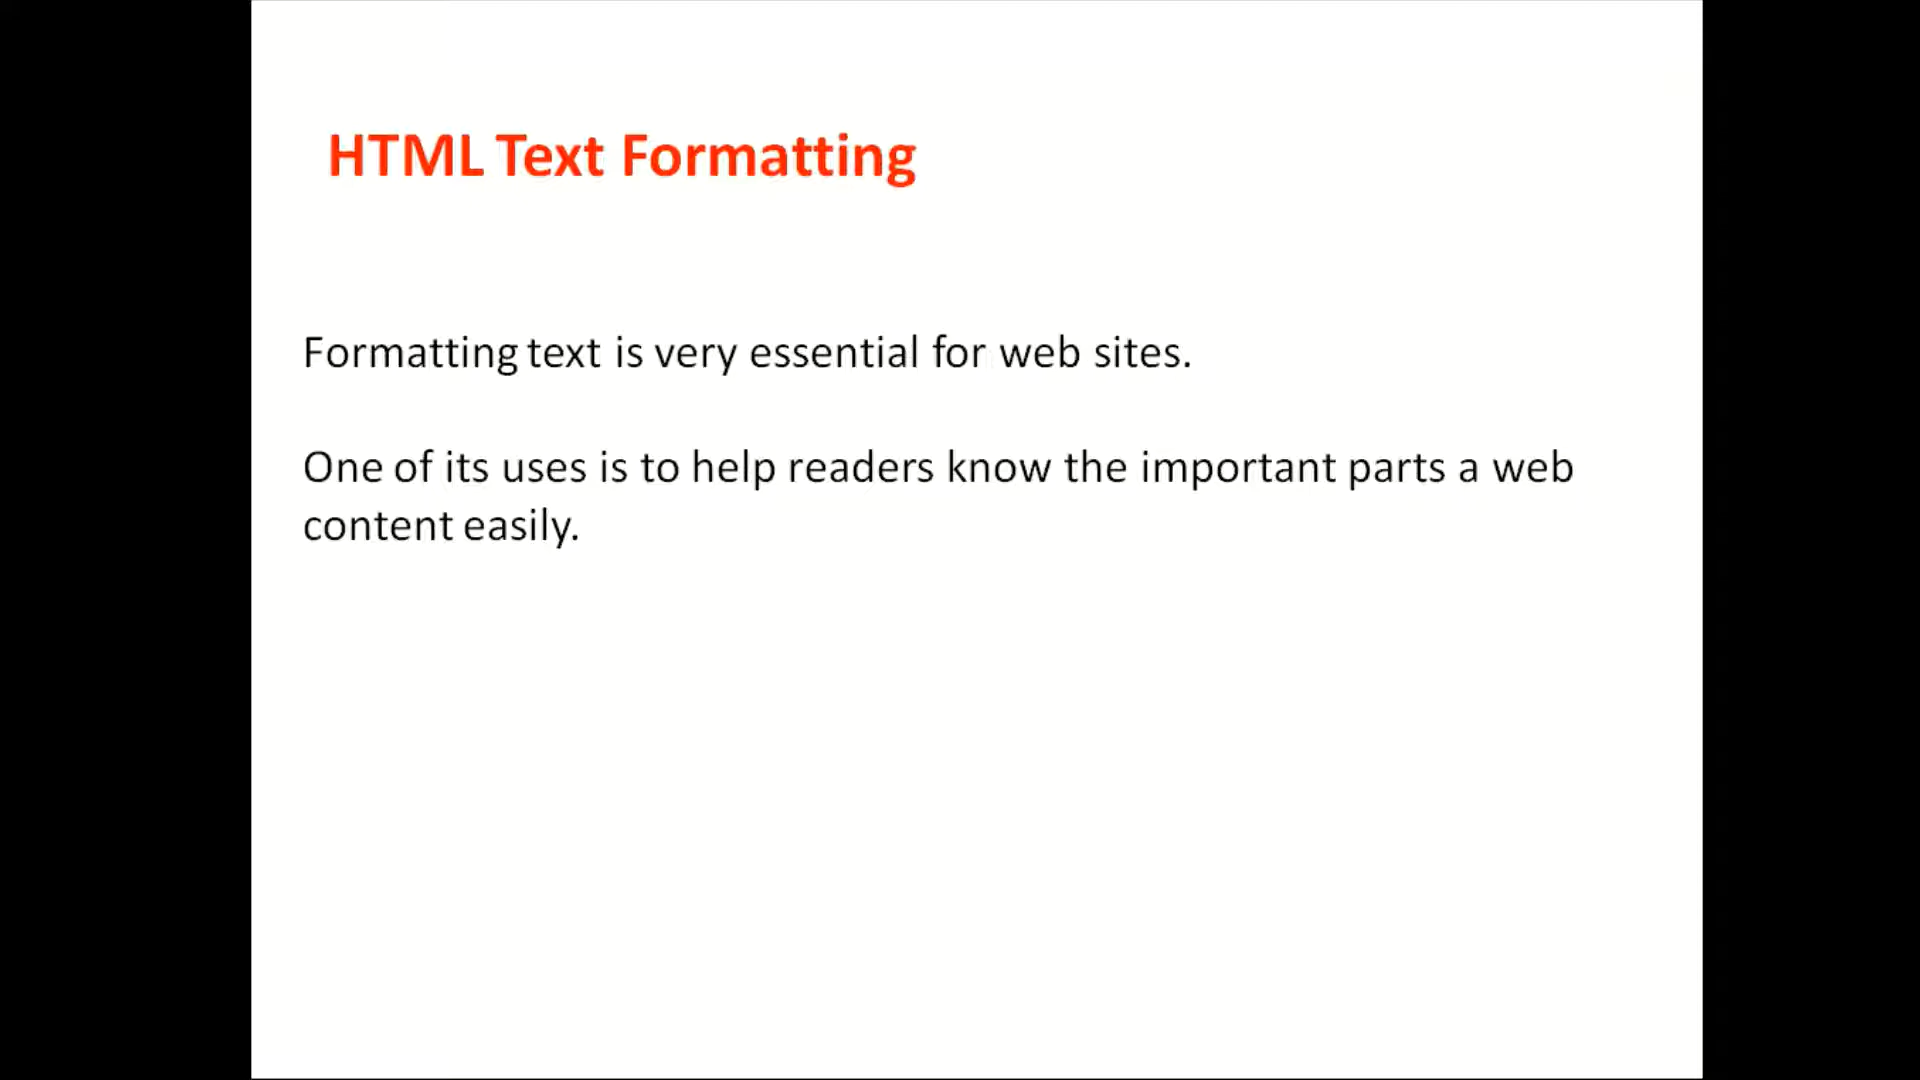 HTML Text Formatting
Formatting text is very essential for web sites.
One of its uses is to help readers know the important parts a web
content easily.